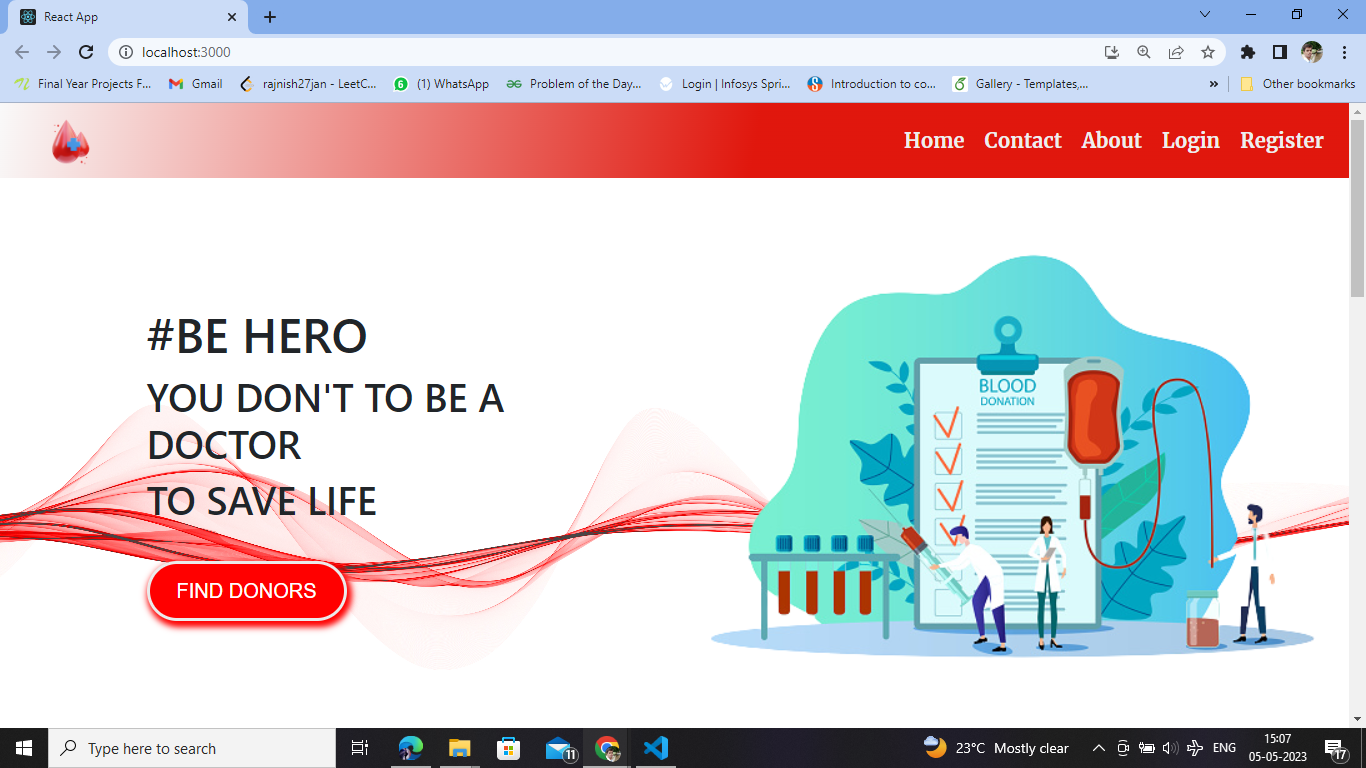 React App
localhost:3000
Final Year Projects F...
Gmail
rajnish27jan - LeetC...
6
(1) WhatsApp
Problem of the Day...
Login | Infosys Spri...
Introduction to co...
Gallery - Templates,...
»
Other bookmarks
Home Contact About Login Register
#BE HERO
YOU DON'T TO BE A
DOCTOR
TO SAVE LIFE
FIND DONORS
BLOOD
DONATION
Type here to search
11
23°C Mostly clear
ENG
15:07
05-05-2023
17